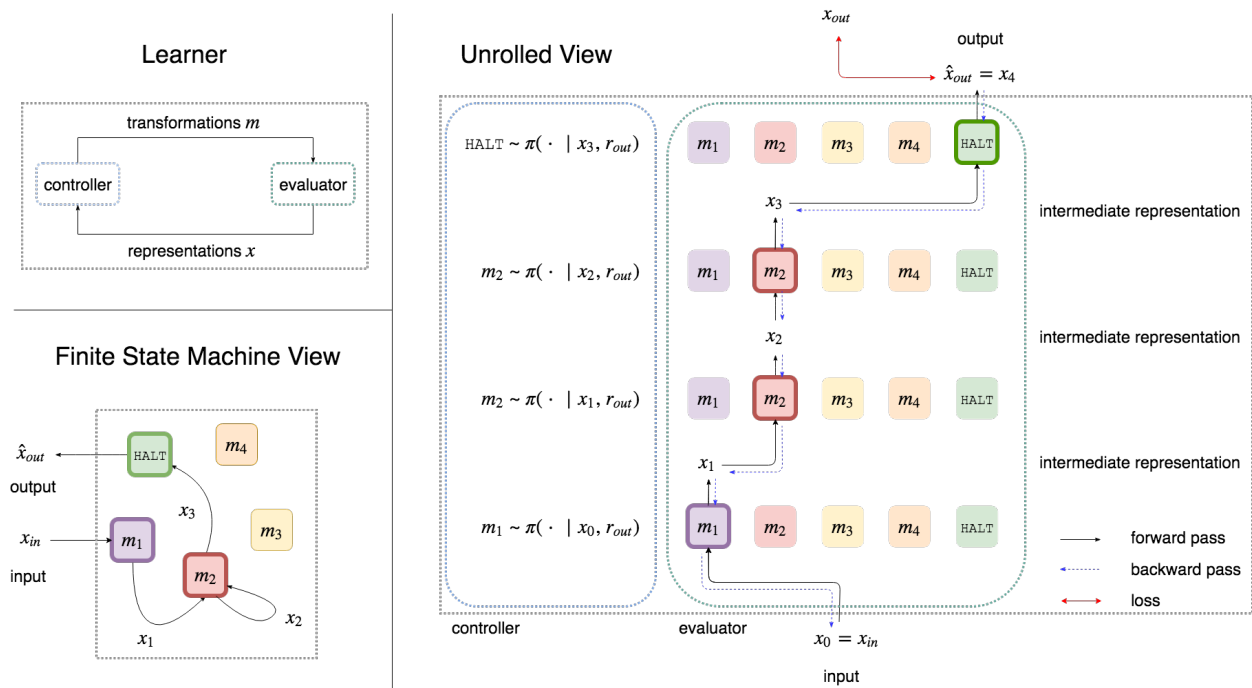 Learner
transformations m
controller
evaluator
representations x
Finite State Machine View
HALT
m₄
x̂ₒᵤₜ
output
x₃
m₃
xᵢₙ
m₁
input
m₂
x₂
x₁
Unrolled View
xₒᵤₜ
output
x̂ₒᵤₜ = x₄
HALT ~ π( · | x₃, rₒᵤₜ)
m₁ m₂ m₃ m₄ HALT
x₃
intermediate representation
m₂ ~ π( · | x₂, rₒᵤₜ)
m₁ m₂ m₃ m₄ HALT
x₂
intermediate representation
m₂ ~ π( · | x₁, rₒᵤₜ)
m₁ m₂ m₃ m₄ HALT
x₁
intermediate representation
m₁ ~ π( · | x₀, rₒᵤₜ)
m₁ m₂ m₃ m₄ HALT
forward pass
backward pass
loss
controller
evaluator
x₀ = xᵢₙ
input